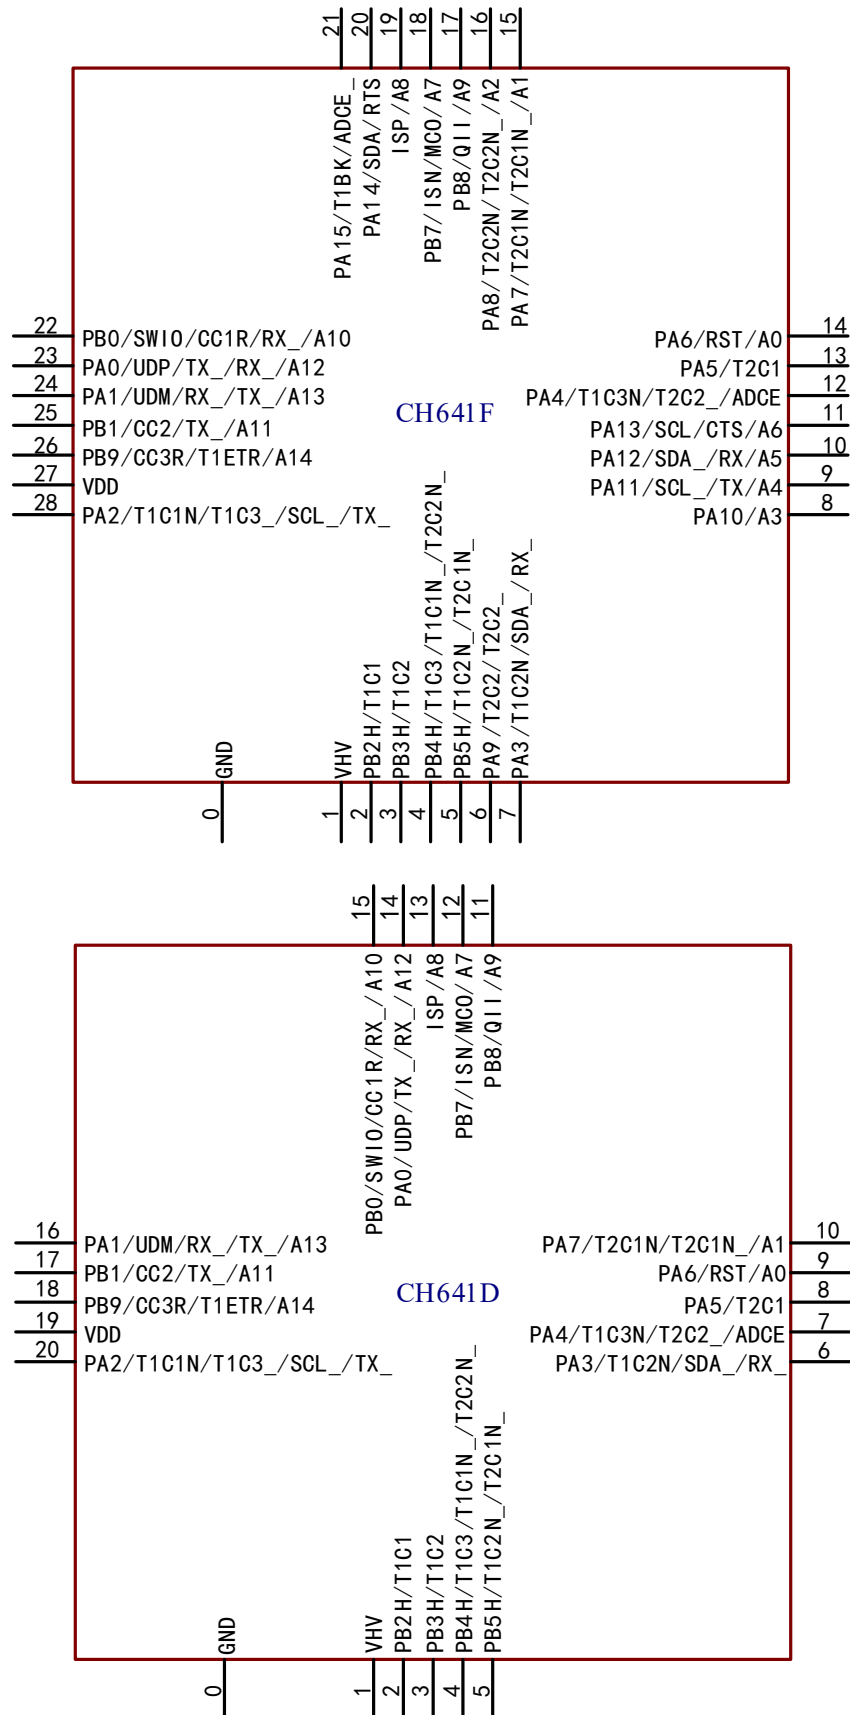 21
20
19
18
17
16
15
PA15/T1BK/ADCE_
PA14/SDA/RTS
ISP/A8
PB7/ISN/MCO/A7
PB8/QII/A9
PA8/T2C2N/T2C2N_/A2
PA7/T2C1N/T2C1N_/A1
22 PB0/SWIO/CC1R/RX_/A10
23 PA0/UDP/TX_/RX_/A12
24 PA1/UDM/RX_/TX_/A13
25 PB1/CC2/TX_/A11
26 PB9/CC3R/T1ETR/A14
27 VDD
28 PA2/T1C1N/T1C3_/SCL_/TX_
CH641F
PA6/RST/A0 14
PA5/T2C1 13
PA4/T1C3N/T2C2_/ADCE 12
PA13/SCL/CTS/A6 11
PA12/SDA_/RX/A5 10
PA11/SCL_/TX/A4 9
PA10/A3 8
GND
VHV
PB2H/T1C1
PB3H/T1C2
PB4H/T1C3/T1C1N_/T2C2N_
PB5H/T1C2N_/T2C1N_
PA9/T2C2/T2C2_
PA3/T1C2N/SDA_/RX_
0
1
2
3
4
5
6
7
15
14
13
12
11
PB0/SWIO/CC1R/RX_/A10
PA0/UDP/TX_/RX_/A12
ISP/A8
PB7/ISN/MCO/A7
PB8/QII/A9
16 PA1/UDM/RX_/TX_/A13
17 PB1/CC2/TX_/A11
18 PB9/CC3R/T1ETR/A14
19 VDD
20 PA2/T1C1N/T1C3_/SCL_/TX_
CH641D
PA7/T2C1N/T2C1N_/A1 10
PA6/RST/A0 9
PA5/T2C1 8
PA4/T1C3N/T2C2_/ADCE 7
PA3/T1C2N/SDA_/RX_ 6
GND
VHV
PB2H/T1C1
PB3H/T1C2
PB4H/T1C3/T1C1N_/T2C2N_
PB5H/T1C2N_/T2C1N_
0
1
2
3
4
5